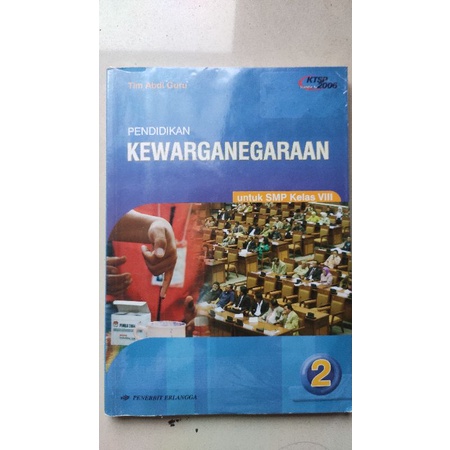 Tim Abdi Guru
KTSP
2006
PENDIDIKAN
KEWARGANEGARAAN
untuk SMP Kelas VIII
2
PENERBIT ERLANGGA